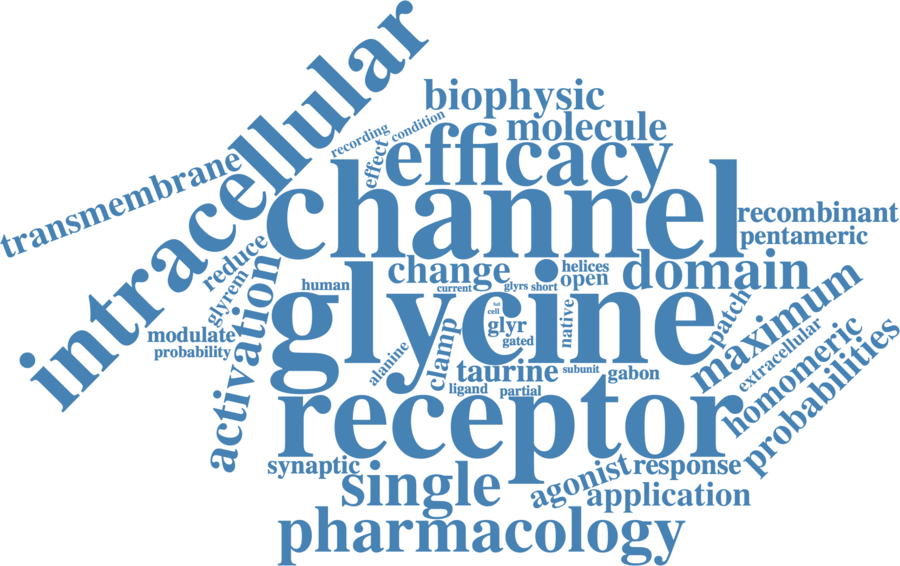 intracellular
biophysic
molecule
recording
condition
effect
efficacy
transmembrane
channel
recombinant
pentameric
reduce
change
helices
open
domain
human
current
glyrs
short
glyrem
activation
glycine
maximum
patch
full
cell
glyr
gated
native
modulate
probability
clamp
alanine
taurine
subunit
gabon
ligand
partial
extracellular
homomeric
probabilities
receptor
synaptic
single
agonist
response
application
pharmacology